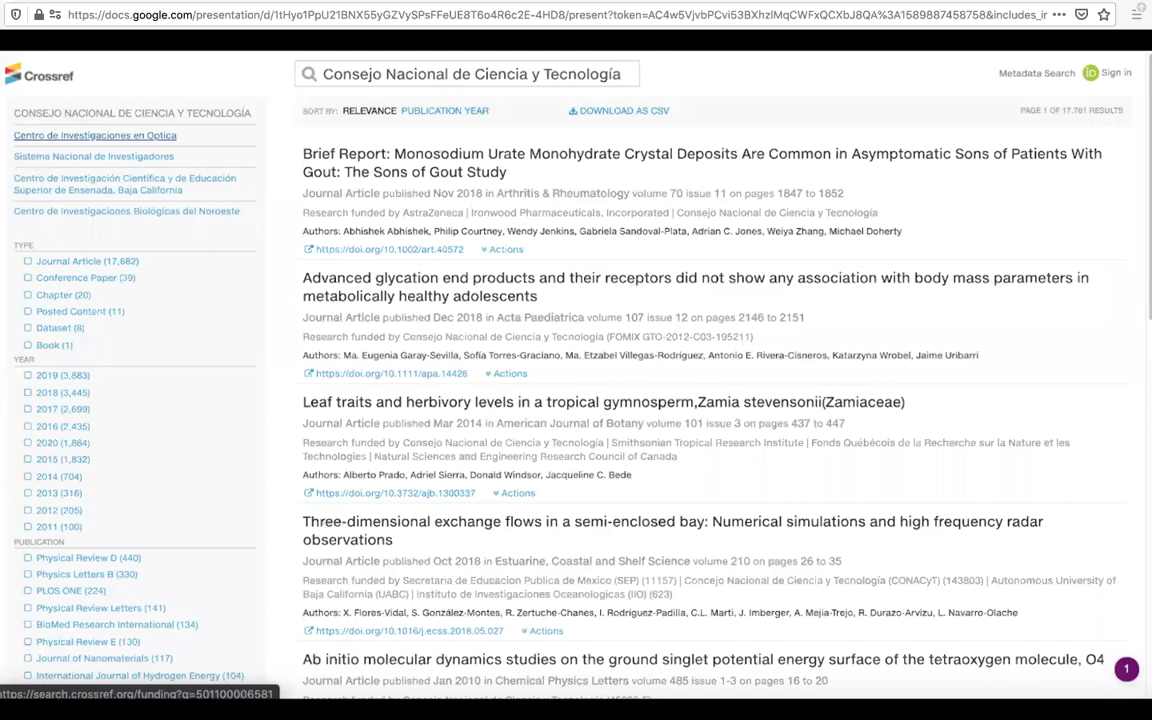 https://docs.google.com/presentation/d/1tHyo1PpU21BNX55yGZVySPsFFeUE8T6o4R6c2E-4HD8/present?token=AC4w5VjvbPCvi53BXhzlMqCWFxQCXbJ8QA%3A1589887458758&includes_ir
Crossref
Consejo Nacional de Ciencia y Tecnología
Metadata Search
iD
Sign in
CONSEJO NACIONAL DE CIENCIA Y TECNOLOGÍA
Centro de Investigaciones en Optica
Sistema Nacional de Investigadores
Centro de Investigación Científica y de Educación
Superior de Ensenada, Baja California
Centro de Investigaciones Biológicas del Noroeste
TYPE
Journal Article (17,682)
Conference Paper (39)
Chapter (20)
Posted Content (11)
Dataset (8)
Book (1)
YEAR
2019 (3,883)
2018 (3,445)
2017 (2,699)
2016 (2,435)
2020 (1,864)
2015 (1,832)
2014 (704)
2013 (316)
2012 (205)
2011 (100)
PUBLICATION
Physical Review D (440)
Physics Letters B (330)
PLOS ONE (224)
Physical Review Letters (141)
BioMed Research International (134)
Physical Review E (130)
Journal of Nanomaterials (117)
International Journal of Hydrogen Energy (104)
https://search.crossref.org/funding?q=501100006581
SORT BY: RELEVANCE PUBLICATION YEAR
DOWNLOAD AS CSV
PAGE 1 OF 17,761 RESULTS
Brief Report: Monosodium Urate Monohydrate Crystal Deposits Are Common in Asymptomatic Sons of Patients With
Gout: The Sons of Gout Study
Journal Article published Nov 2018 in Arthritis & Rheumatology volume 70 issue 11 on pages 1847 to 1852
Research funded by AstraZeneca | Ironwood Pharmaceuticals, Incorporated | Consejo Nacional de Ciencia y Tecnología
Authors: Abhishek Abhishek, Philip Courtney, Wendy Jenkins, Gabriela Sandoval-Plata, Adrian C. Jones, Weiya Zhang, Michael Doherty
https://doi.org/10.1002/art.40572 Actions
Advanced glycation end products and their receptors did not show any association with body mass parameters in
metabolically healthy adolescents
Journal Article published Dec 2018 in Acta Paediatrica volume 107 issue 12 on pages 2146 to 2151
Research funded by Consejo Nacional de Ciencia y Tecnología (FOMIX GTO-2012-C03-195211)
Authors: Ma. Eugenia Garay-Sevilla, Sofía Torres-Graciano, Ma. Etzabel Villegas-Rodríguez, Antonio E. Rivera-Cisneros, Katarzyna Wrobel, Jaime Uribarri
https://doi.org/10.1111/apa.14426 Actions
Leaf traits and herbivory levels in a tropical gymnosperm,Zamia stevensonii(Zamiaceae)
Journal Article published Mar 2014 in American Journal of Botany volume 101 issue 3 on pages 437 to 447
Research funded by Consejo Nacional de Ciencia y Tecnología | Smithsonian Tropical Research Institute | Fonds Québécois de la Recherche sur la Nature et les
Technologies | Natural Sciences and Engineering Research Council of Canada
Authors: Alberto Prado, Adriel Sierra, Donald Windsor, Jacqueline C. Bede
https://doi.org/10.3732/ajb.1300337 Actions
Three-dimensional exchange flows in a semi-enclosed bay: Numerical simulations and high frequency radar
observations
Journal Article published Oct 2018 in Estuarine, Coastal and Shelf Science volume 210 on pages 26 to 35
Research funded by Secretaria de Educacion Publica de Mexico (SEP) (11157) | Concejo Nacional de Ciencia y Tecnología (CONACyT) (143803) | Autonomous University of
Baja California (UABC) | Instituto de Investigaciones Oceanologicas (IIO) (623)
Authors: X. Flores-Vidal, S. González-Montes, R. Zertuche-Chanes, I. Rodríguez-Padilla, C.L. Marti, J. Imberger, A. Mejía-Trejo, R. Durazo-Arvizu, L. Navarro-Olache
https://doi.org/10.1016/j.ecss.2018.05.027 Actions
Ab initio molecular dynamics studies on the ground singlet potential energy surface of the tetraoxygen molecule, O4
Journal Article published Jan 2010 in Chemical Physics Letters volume 485 issue 1-3 on pages 16 to 20
1